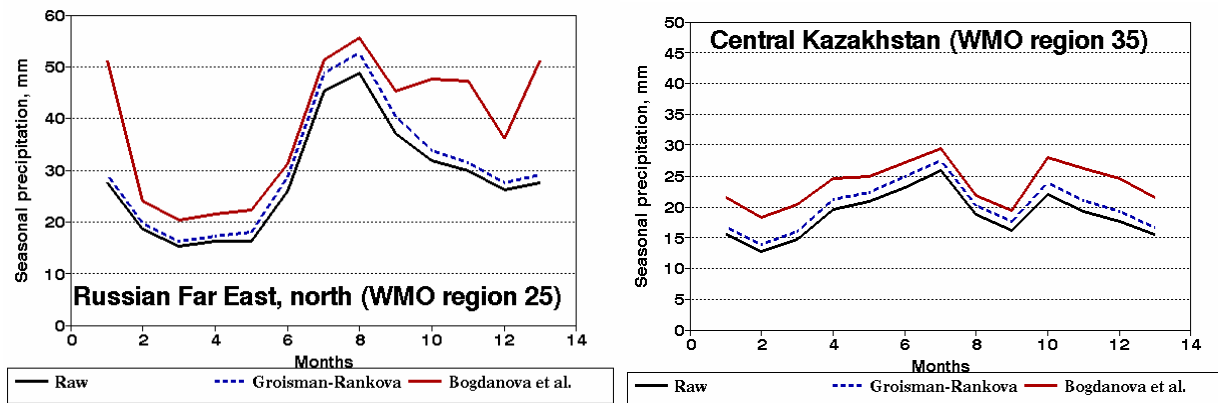 60
50
40
30
20
10
0
Seasonal precipitation, mm
Russian Far East, north (WMO region 25)
0 2 4 6 8 10 12 14
Months
Raw Groisman-Rankova Bogdanova et al.
50
45
40
35
30
25
20
15
10
5
0
Seasonal precipitation, mm
Central Kazakhstan (WMO region 35)
0 2 4 6 8 10 12 14
Months
Raw Groisman-Rankova Bogdanova et al.